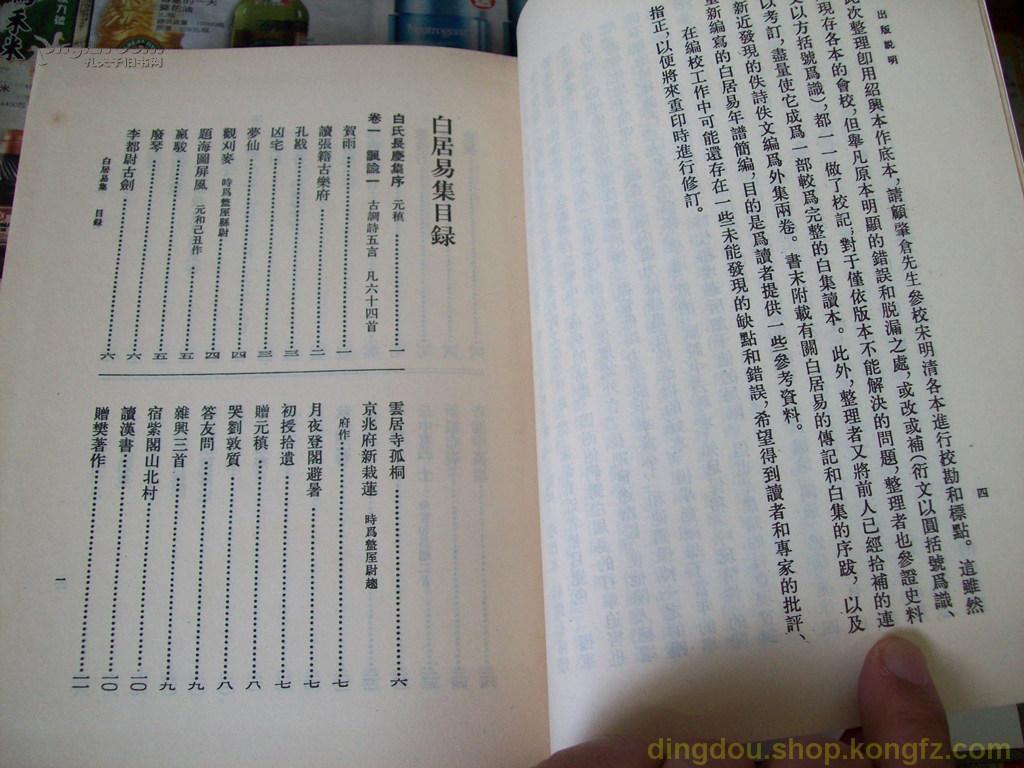 出版説明
四
此次整理卽用紹興本作底本，請顧肇倉先生參校宋明清各本進行校勘和標點。這雖然
現存各本的會校，但舉凡原本明顯的錯誤和脫漏之處，或改或補（衍文以圓括號爲識、
文以方括號爲識），都一一做了校記；對于僅依版本不能解決的問題，整理者也參證史料
以考訂，盡量使它成爲一部較爲完整的白集讀本。此外，整理者又將前人已經拾補的連
新近發現的佚詩佚文編爲外集兩卷。書末附載有關白居易的傳記和白集的序跋，以及
重新編寫的白居易年譜簡編，目的是爲讀者提供一些參考資料。
在編校工作中可能還存在一些未能發現的缺點和錯誤，希望得到讀者和專家的批評、
指正，以便將來重印時進行修訂。
白居易集目録
白氏長慶集序 元稹 一
卷一 諷諭一 古調詩五言 凡六十四首
賀雨 一
讀張籍古樂府 二
孔戡 三
凶宅 三
夢仙 四
觀刈麥 時爲盩厔縣尉 四
題海圖屏風 元和己丑作 五
羸駿 五
廢琴 六
李都尉古劍 六
雲居寺孤桐 六
京兆府新栽蓮 時爲盩厔尉趨
府作 七
月夜登閣避暑 七
初授拾遺 七
贈元稹 八
哭劉敦質 八
答友問 九
雜興三首 九
宿紫閣山北村 一〇
讀漢書 一〇
贈樊著作 一一
白居易集 目録
一
孔夫子旧书网
Neutrogena
dingdou.shop.kongfz.com